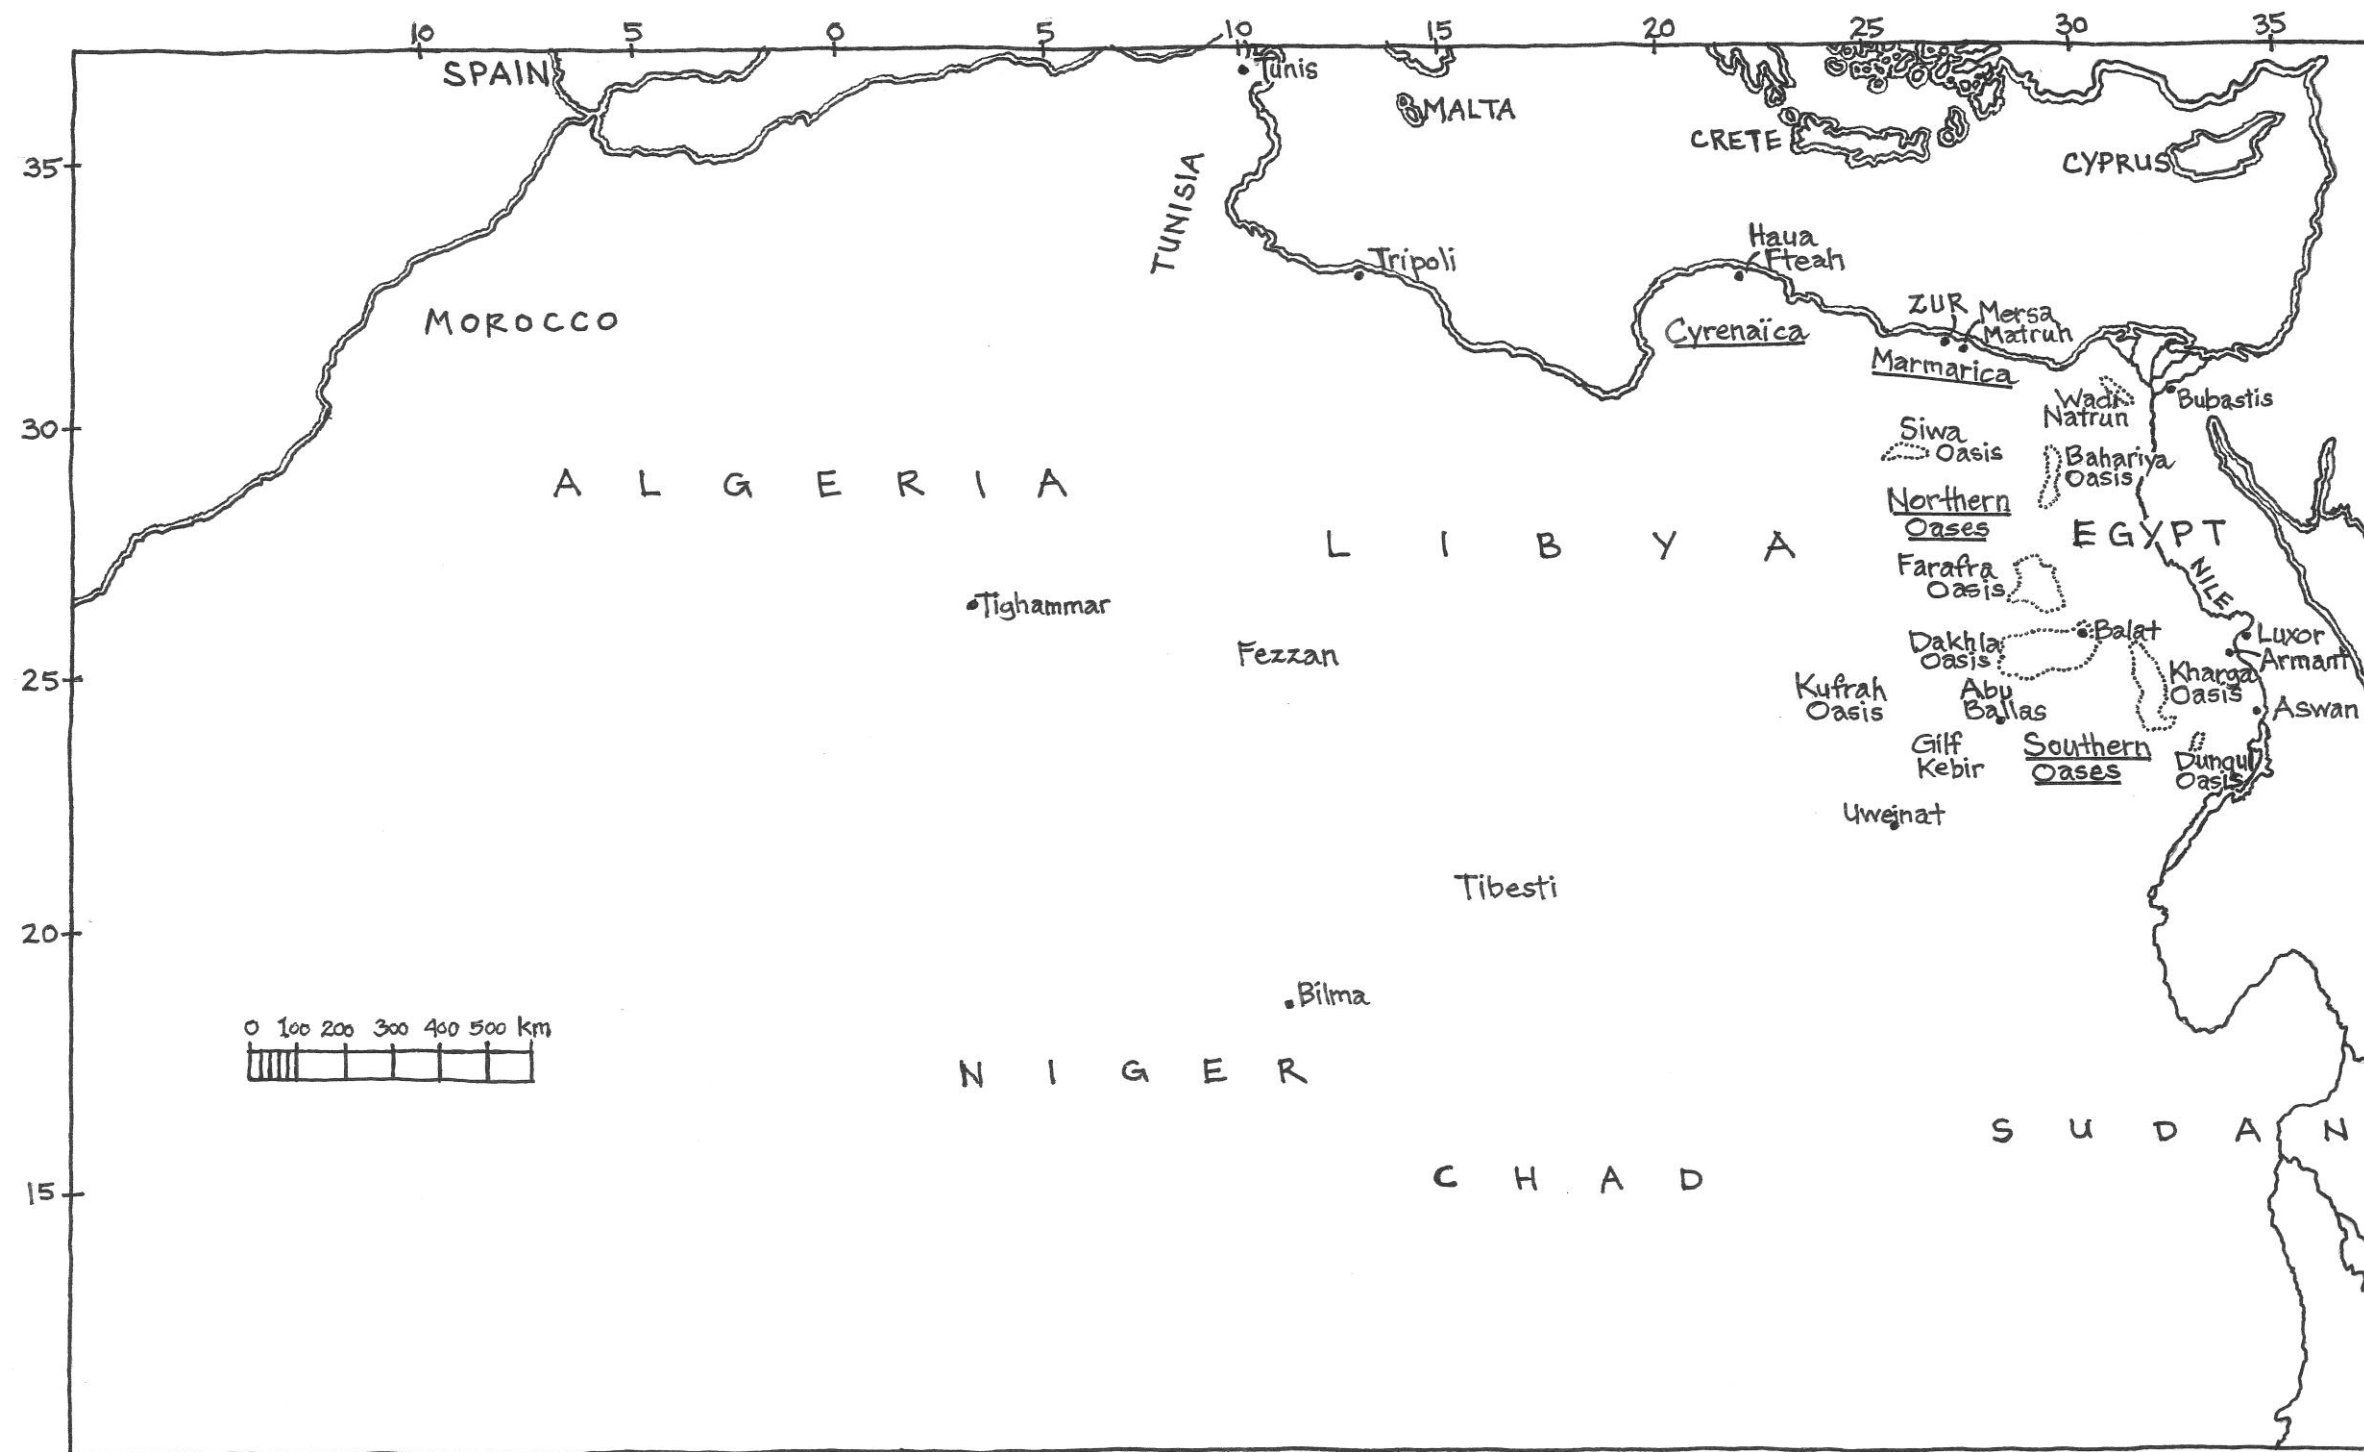 10 5 0 5 10 15 20 25 30 35
SPAIN
Tunis
MALTA
CRETE
CYPRUS
35
TUNISIA
Tripoli
Haua
Fteah
MOROCCO
Cyrenaïca
ZUR
Mersa
Matruh
Marmarica
Wadi
Natrun
Bubastis
30
Siwa
Oasis
Bahariya
Oasis
ALGERIA
Northern
Oases
LIBYA
EGYPT
Farafra
Oasis
NILE
Tighammar
Fezzan
Dakhla
Oasis
Balat
Luxor
Armant
25
Kufrah
Oasis
Abu
Ballas
Kharga
Oasis
Aswan
Gilf
Kebir
Southern
Oases
Dungul
Oasis
Uweinat
Tibesti
20
Bilma
0 100 200 300 400 500 km
NIGER
SUDAN
CHAD
15